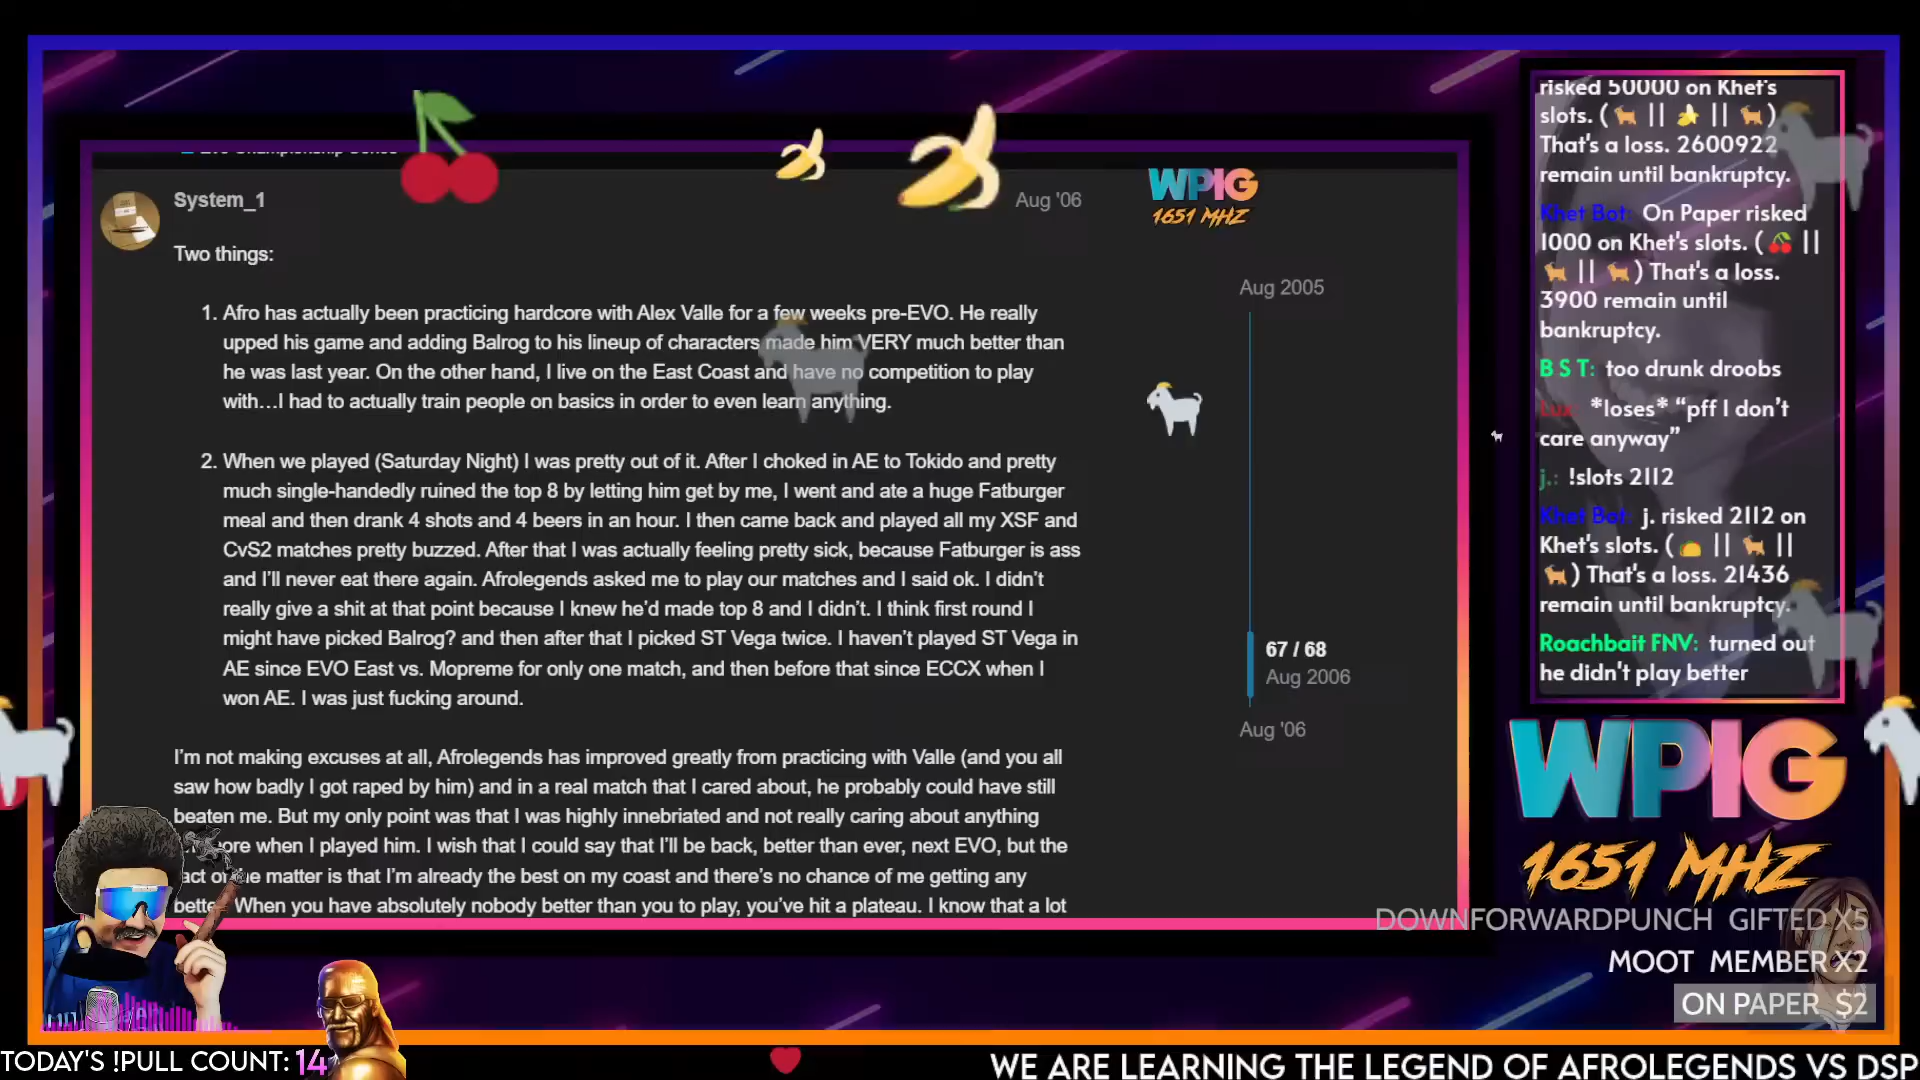 System_1
Aug '06
WPIG
1651 MHZ
Two things:
1. Afro has actually been practicing hardcore with Alex Valle for a few weeks pre-EVO. He really
upped his game and adding Balrog to his lineup of characters made him VERY much better than
he was last year. On the other hand, I live on the East Coast and have no competition to play
with…I had to actually train people on basics in order to even learn anything.
2. When we played (Saturday Night) I was pretty out of it. After I choked in AE to Tokido and pretty
much single-handedly ruined the top 8 by letting him get by me, I went and ate a huge Fatburger
meal and then drank 4 shots and 4 beers in an hour. I then came back and played all my XSF and
CvS2 matches pretty buzzed. After that I was actually feeling pretty sick, because Fatburger is ass
and I'll never eat there again. Afrolegends asked me to play our matches and I said ok. I didn't
really give a shit at that point because I knew he'd made top 8 and I didn't. I think first round I
might have picked Balrog? and then after that I picked ST Vega twice. I haven't played ST Vega in
AE since EVO East vs. Mopreme for only one match, and then before that since ECCX when I
won AE. I was just fucking around.
I'm not making excuses at all, Afrolegends has improved greatly from practicing with Valle (and you all
saw how badly I got raped by him) and in a real match that I cared about, he probably could have still
beaten me. But my only point was that I was highly innebriated and not really caring about anything
when I played him. I wish that I could say that I'll be back, better than ever, next EVO, but the
matter is that I'm already the best on my coast and there's no chance of me getting any
When you have absolutely nobody better than you to play, you've hit a plateau. I know that a lot
Aug 2005
67 / 68
Aug 2006
Aug '06
risked 50000 on Khet's
slots. ( || || )
That's a loss. 2600922
remain until bankruptcy.
Khet Bot: On Paper risked
1000 on Khet's slots. ( ||
|| ) That's a loss.
3900 remain until
bankruptcy.
B S T: too drunk droobs
Lux: *loses* “pff I don't
care anyway”
j.: !slots 2112
Khet Bot: j. risked 2112 on
Khet's slots. ( || ||
) That's a loss. 21436
remain until bankruptcy.
Roachbait FNV: turned out
he didn't play better
WPIG
1651 MHZ
DOWNFORWARDPUNCH GIFTED X5
MOOT MEMBER X2
ON PAPER $2
TODAY'S !PULL COUNT: 14
WE ARE LEARNING THE LEGEND OF AFROLEGENDS VS DSP